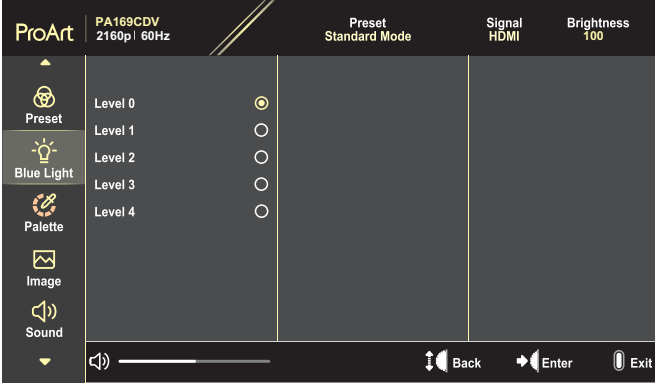 ProArt
PA169CDV
2160p| 60Hz
Preset
Standard Mode
Signal
HDMI
Brightness
100
Preset
Blue Light
Palette
Image
Sound
Level 0
Level 1
Level 2
Level 3
Level 4
Back
Enter
Exit